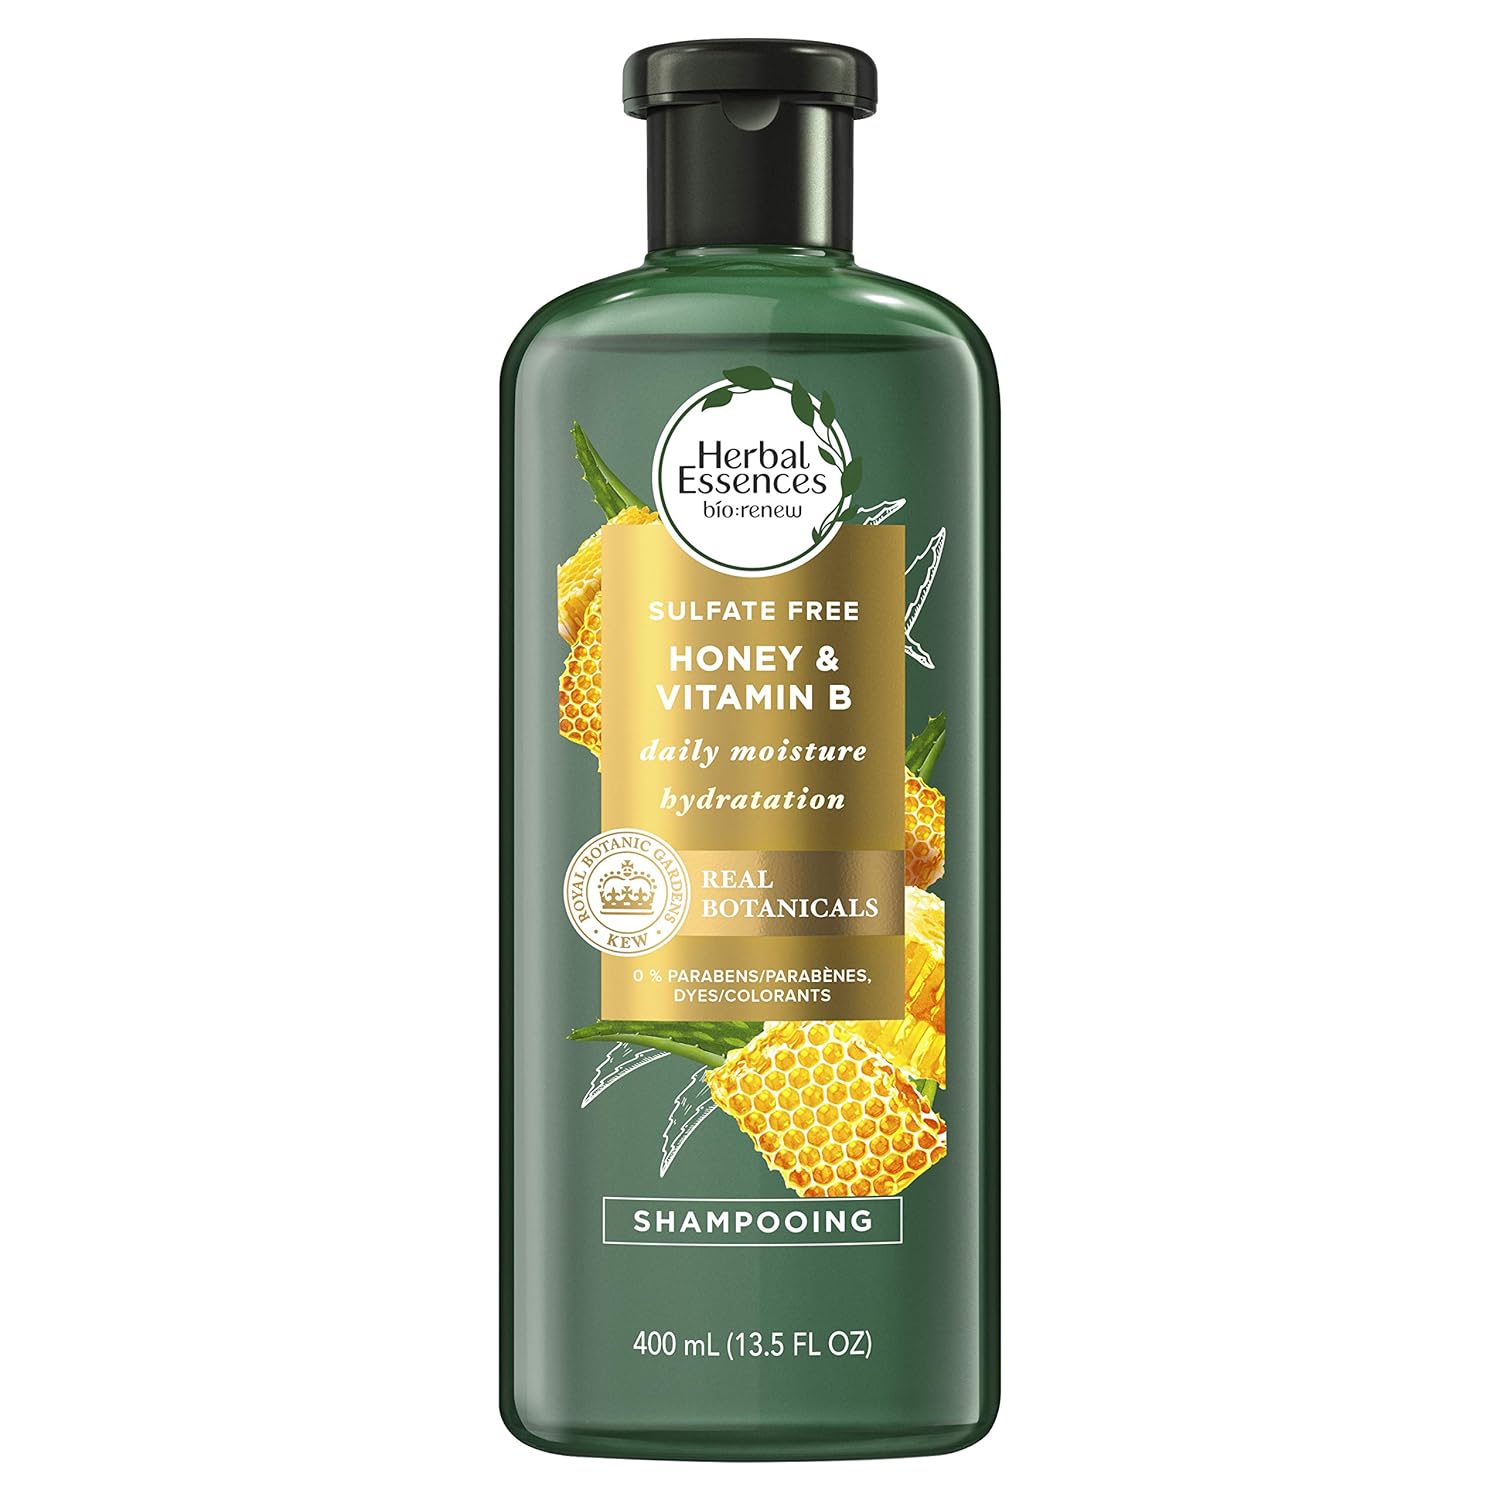 Herbal
Essences
bío:renew
SULFATE FREE
HONEY &
VITAMIN B
daily moisture
hydratation
ROYAL BOTANIC GARDENS
• KEW •
REAL
BOTANICALS
0 % PARABENS/PARABÈNES,
DYES/COLORANTS
SHAMPOOING
400 mL (13.5 FL OZ)